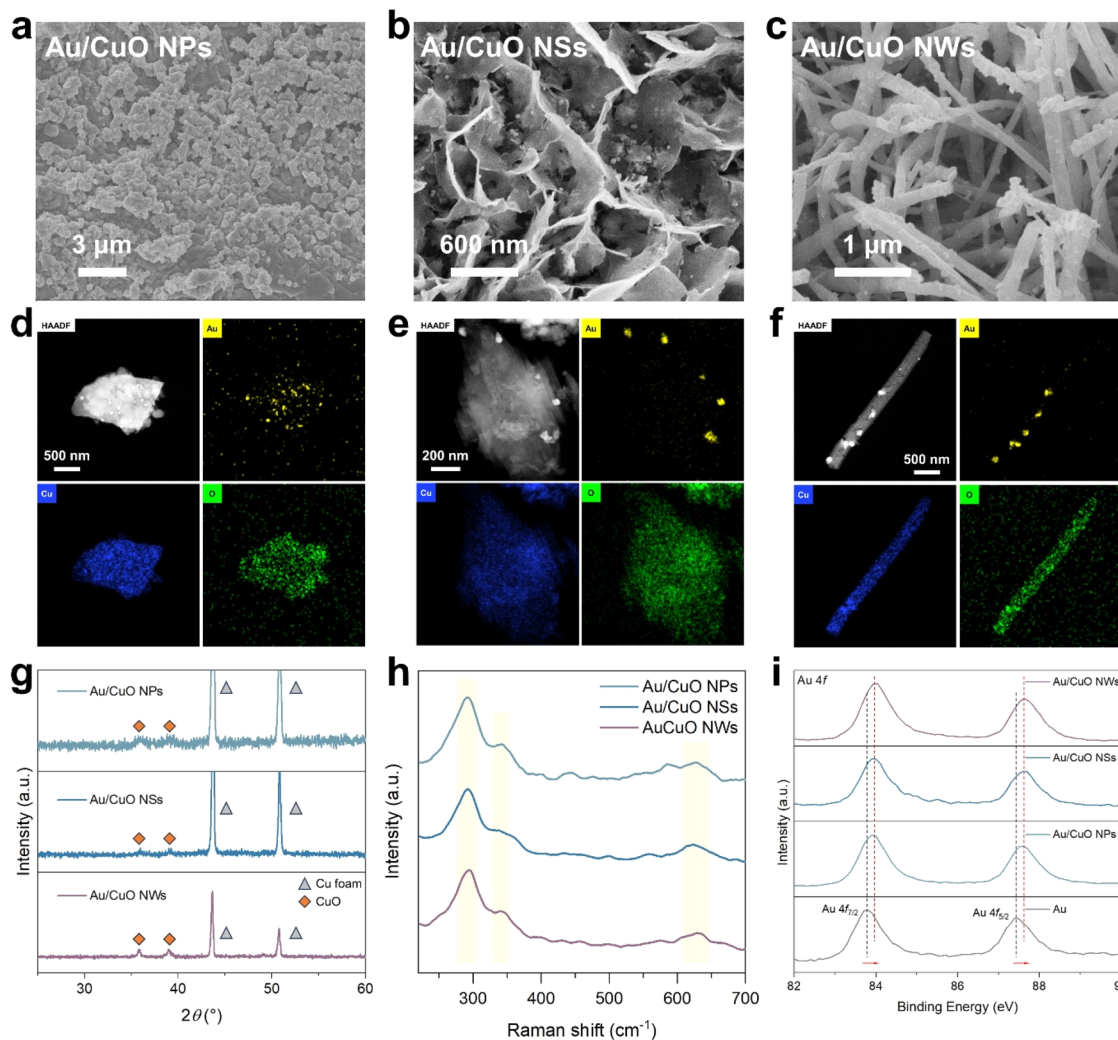 a
Au/CuO NPs
3 µm
b
Au/CuO NSs
600 nm
c
Au/CuO NWs
1 µm
d
HAADF
Au
500 nm
Cu
O
e
HAADF
Au
200 nm
Cu
O
f
HAADF
Au
500 nm
Cu
O
g
Au/CuO NPs
Au/CuO NSs
Au/CuO NWs
Cu foam
CuO
Intensity (a.u.)
30
40
50
60
2θ(°)
h
Au/CuO NPs
Au/CuO NSs
AuCuO NWs
Intensity (a.u.)
300
400
500
600
700
Raman shift (cm⁻¹)
i
Au 4f
Au/CuO NWs
Au/CuO NSs
Au/CuO NPs
Au 4f₇/₂
Au 4f₅/₂
Au
Intensity (a.u.)
82
84
86
88
Binding Energy (eV)